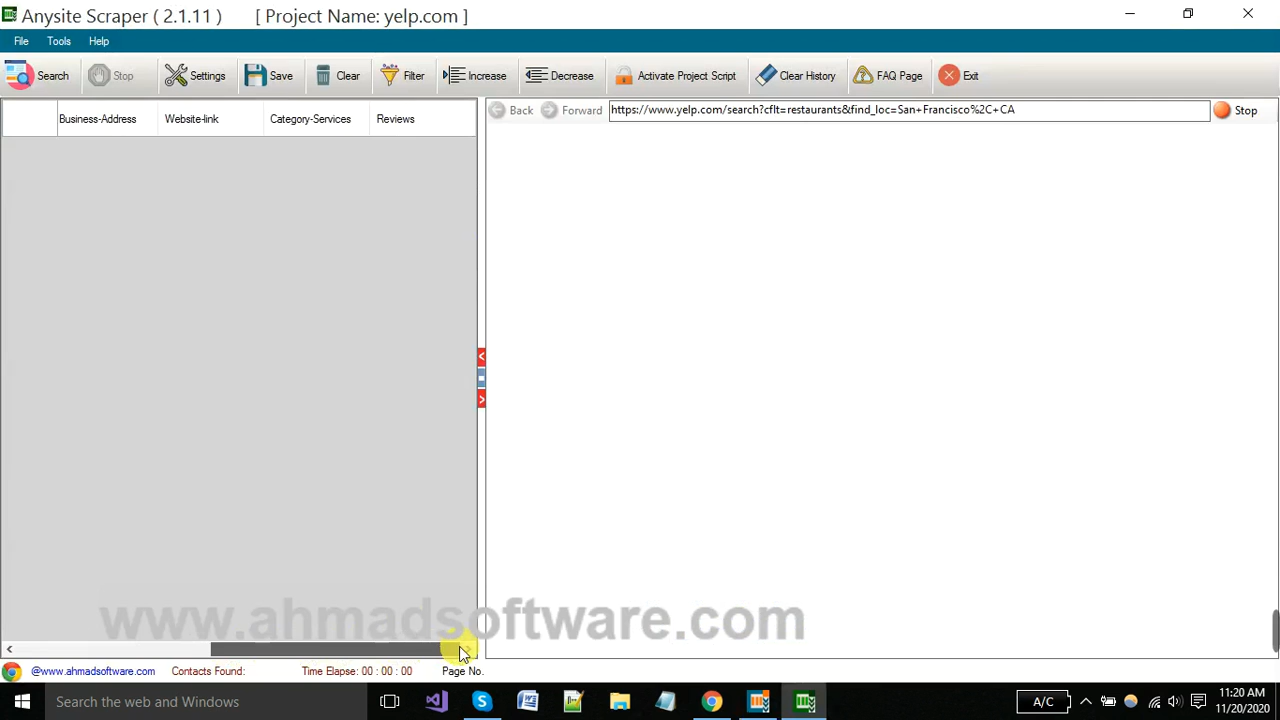 Anysite Scraper ( 2.1.11 ) [ Project Name: yelp.com ]
File Tools Help
Search Stop Settings Save Clear Filter Increase Decrease Activate Project Script Clear History FAQ Page Exit
Business-Address Website-link Category-Services Reviews
Back Forward https://www.yelp.com/search?cflt=restaurants&find_loc=San+Francisco%2C+CA Stop
www.ahmadsoftware.com
@www.ahmadsoftware.com Contacts Found: Time Elapse: 00 : 00 : 00 Page No.
Search the web and Windows
A/C
11:20 AM
11/20/2020